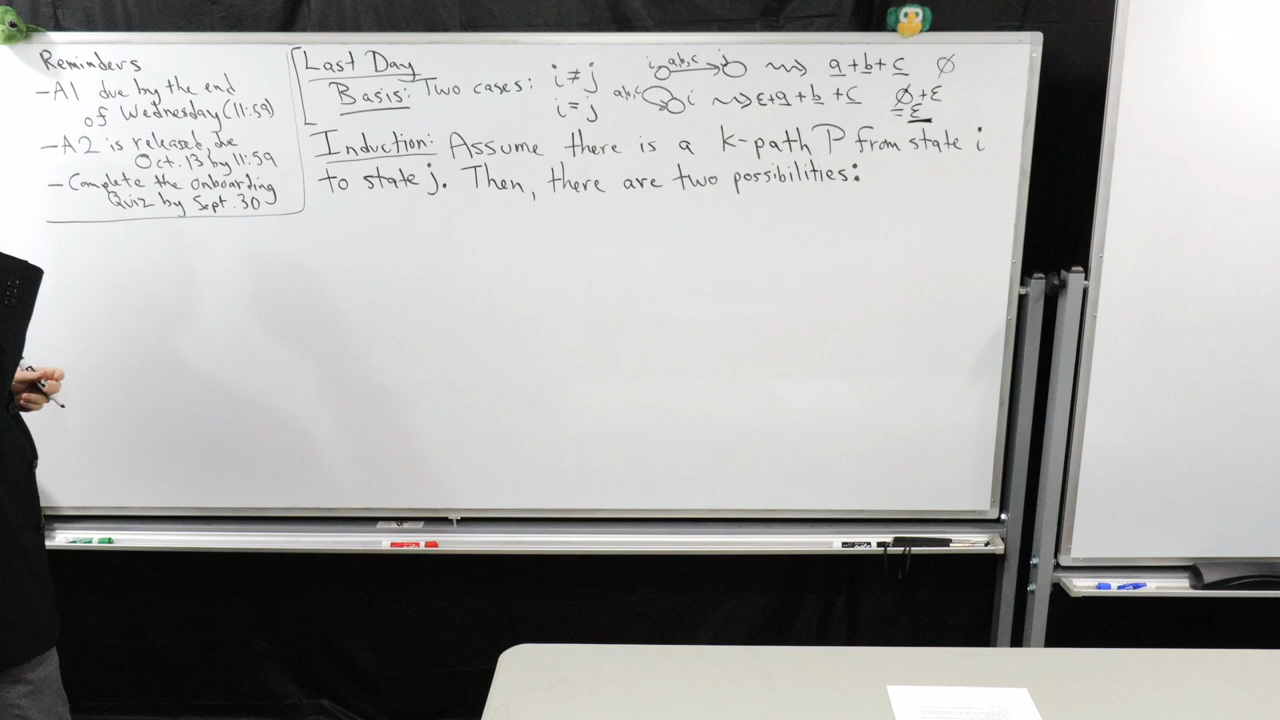 Reminders
- A1 due by the end
of Wednesday (11:59)
- A2 is released, due
Oct. 13 by 11:59
- Complete the Onboarding
Quiz by Sept. 30
Last Day
Basis: Two cases:
i ≠ j
i a,b,c j ⇝ a+b+c ∅
i = j
a,b,c i ⇝ ε+a+b+c ∅+ε
= ε
Induction: Assume there is a k-path P from state i
to state j. Then, there are two possibilities: